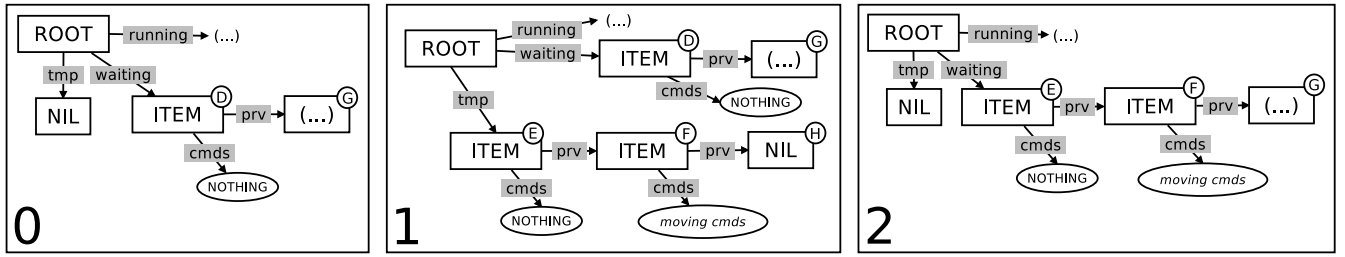 ROOT
running
(...)
tmp
waiting
D
G
NIL
ITEM
prv
(...)
cmds
NOTHING
0
running
(...)
ROOT
waiting
D
ITEM
prv
G
(...)
tmp
cmds
NOTHING
E
F
H
ITEM
prv
ITEM
prv
NIL
cmds
cmds
NOTHING
moving cmds
1
ROOT
running
(...)
tmp
waiting
E
F
G
NIL
ITEM
prv
ITEM
prv
(...)
cmds
cmds
NOTHING
moving cmds
2